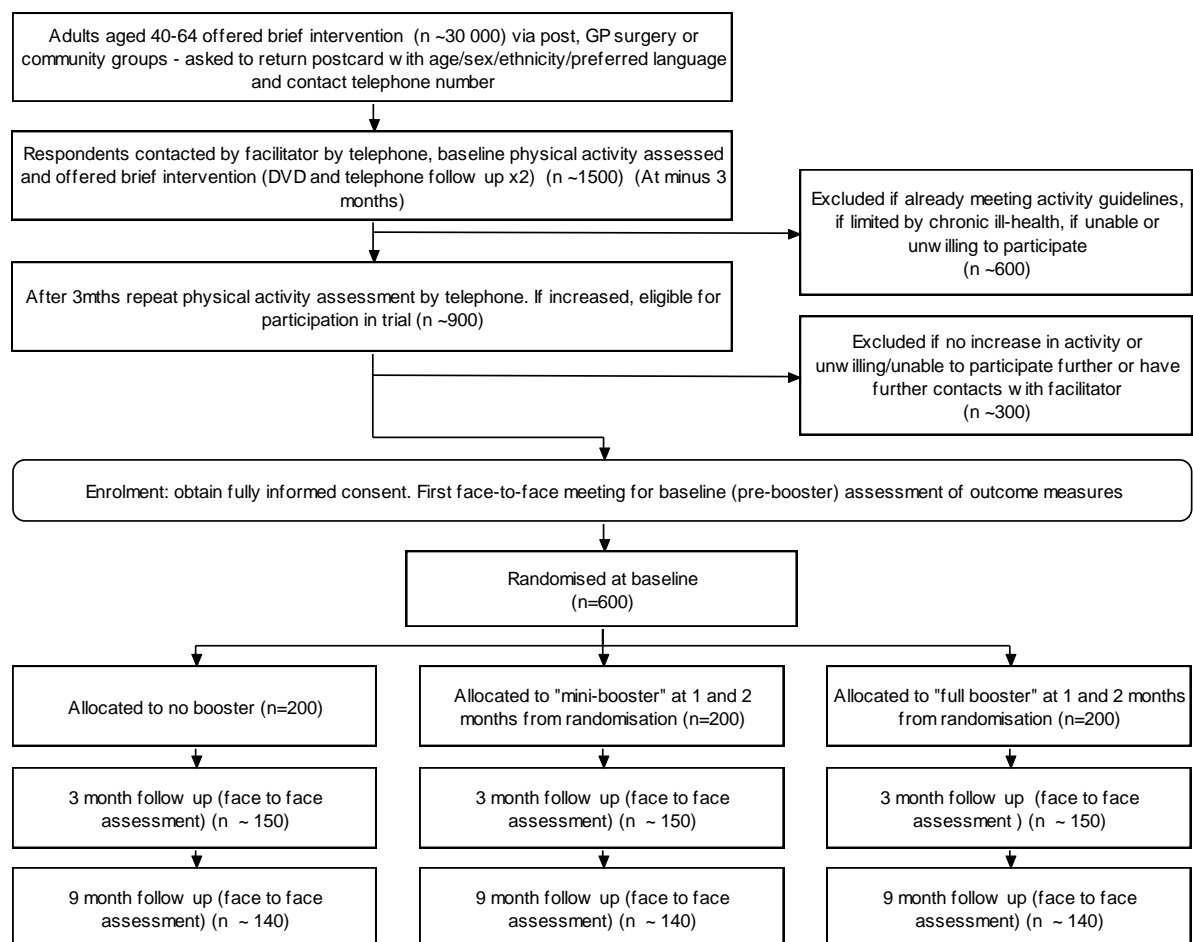 Adults aged 40-64 offered brief intervention (n ~30 000) via post, GP surgery or
community groups - asked to return postcard with age/sex/ethnicity/preferred language
and contact telephone number
Respondents contacted by facilitator by telephone, baseline physical activity assessed
and offered brief intervention (DVD and telephone follow up x2) (n ~1500) (At minus 3
months)
Excluded if already meeting activity guidelines,
if limited by chronic ill-health, if unable or
unwilling to participate
(n ~600)
After 3mths repeat physical activity assessment by telephone. If increased, eligible for
participation in trial (n ~900)
Excluded if no increase in activity or
unwilling/unable to participate further or have
further contacts with facilitator
(n ~300)
Enrolment: obtain fully informed consent. First face-to-face meeting for baseline (pre-booster) assessment of outcome measures
Randomised at baseline
(n=600)
Allocated to no booster (n=200)
Allocated to "mini-booster" at 1 and 2
months from randomisation (n=200)
Allocated to "full booster" at 1 and 2 months
from randomisation (n=200)
3 month follow up (face to face
assessment) (n ~ 150)
3 month follow up (face to face
assessment) (n ~ 150)
3 month follow up (face to face
assessment ) (n ~ 150)
9 month follow up (face to face
assessment) (n ~ 140)
9 month follow up (face to face
assessment) (n ~ 140)
9 month follow up (face to face
assessment) (n ~ 140)